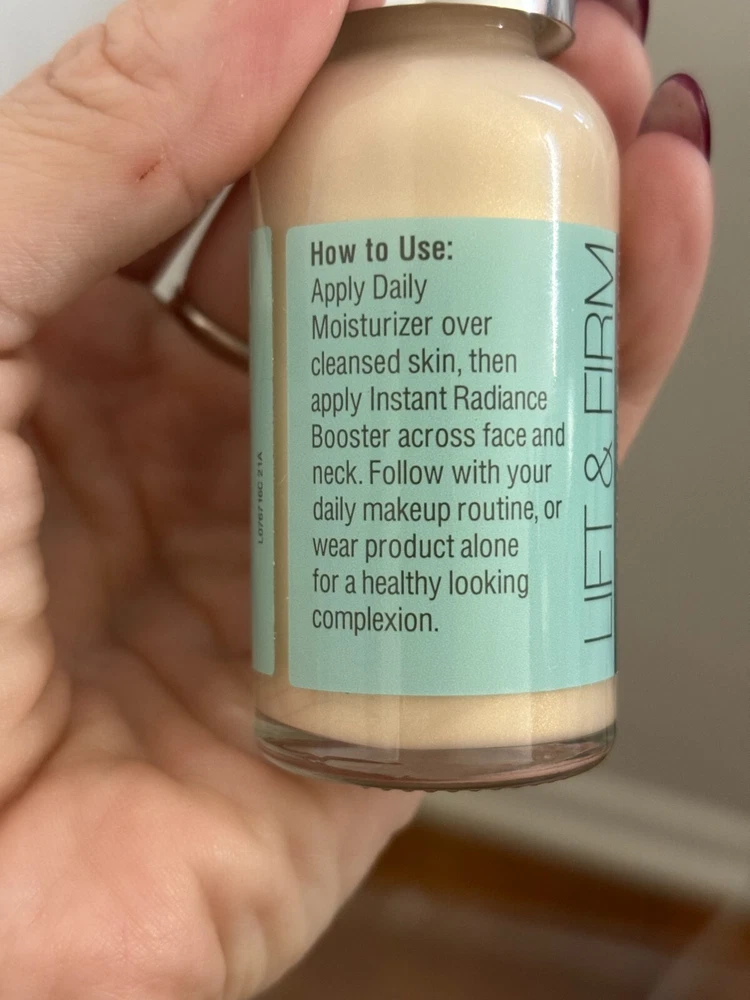 How to Use:
Apply Daily
Moisturizer over
cleansed skin, then
apply Instant Radiance
Booster across face and
neck. Follow with your
daily makeup routine, or
wear product alone
for a healthy looking
complexion.
LIFT & FIRM